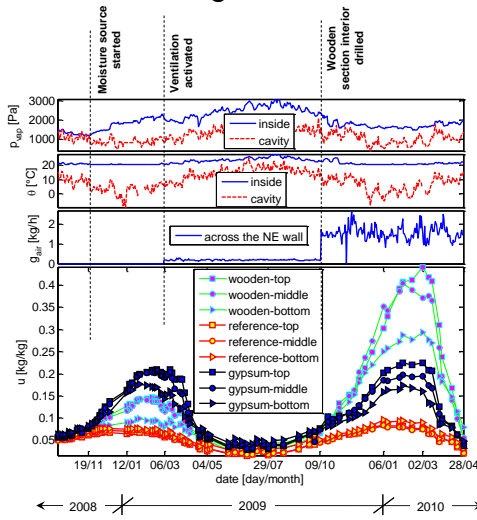 Moisture source
started
Ventilation
activated
Wooden
section interior
drilled
3000
2000
1000
p_vap [Pa]
inside
cavity
20
10
0
θ [°C]
inside
cavity
2
1
0
g_air [kg/h]
across the NE wall
0.4
0.35
0.3
0.25
0.2
0.15
0.1
0.05
u [kg/kg]
wooden-top
wooden-middle
wooden-bottom
reference-top
reference-middle
reference-bottom
gypsum-top
gypsum-middle
gypsum-bottom
19/11 12/01 06/03 04/05 29/07 09/10 06/01 02/03 28/04
date [day/month]
2008 2009 2010